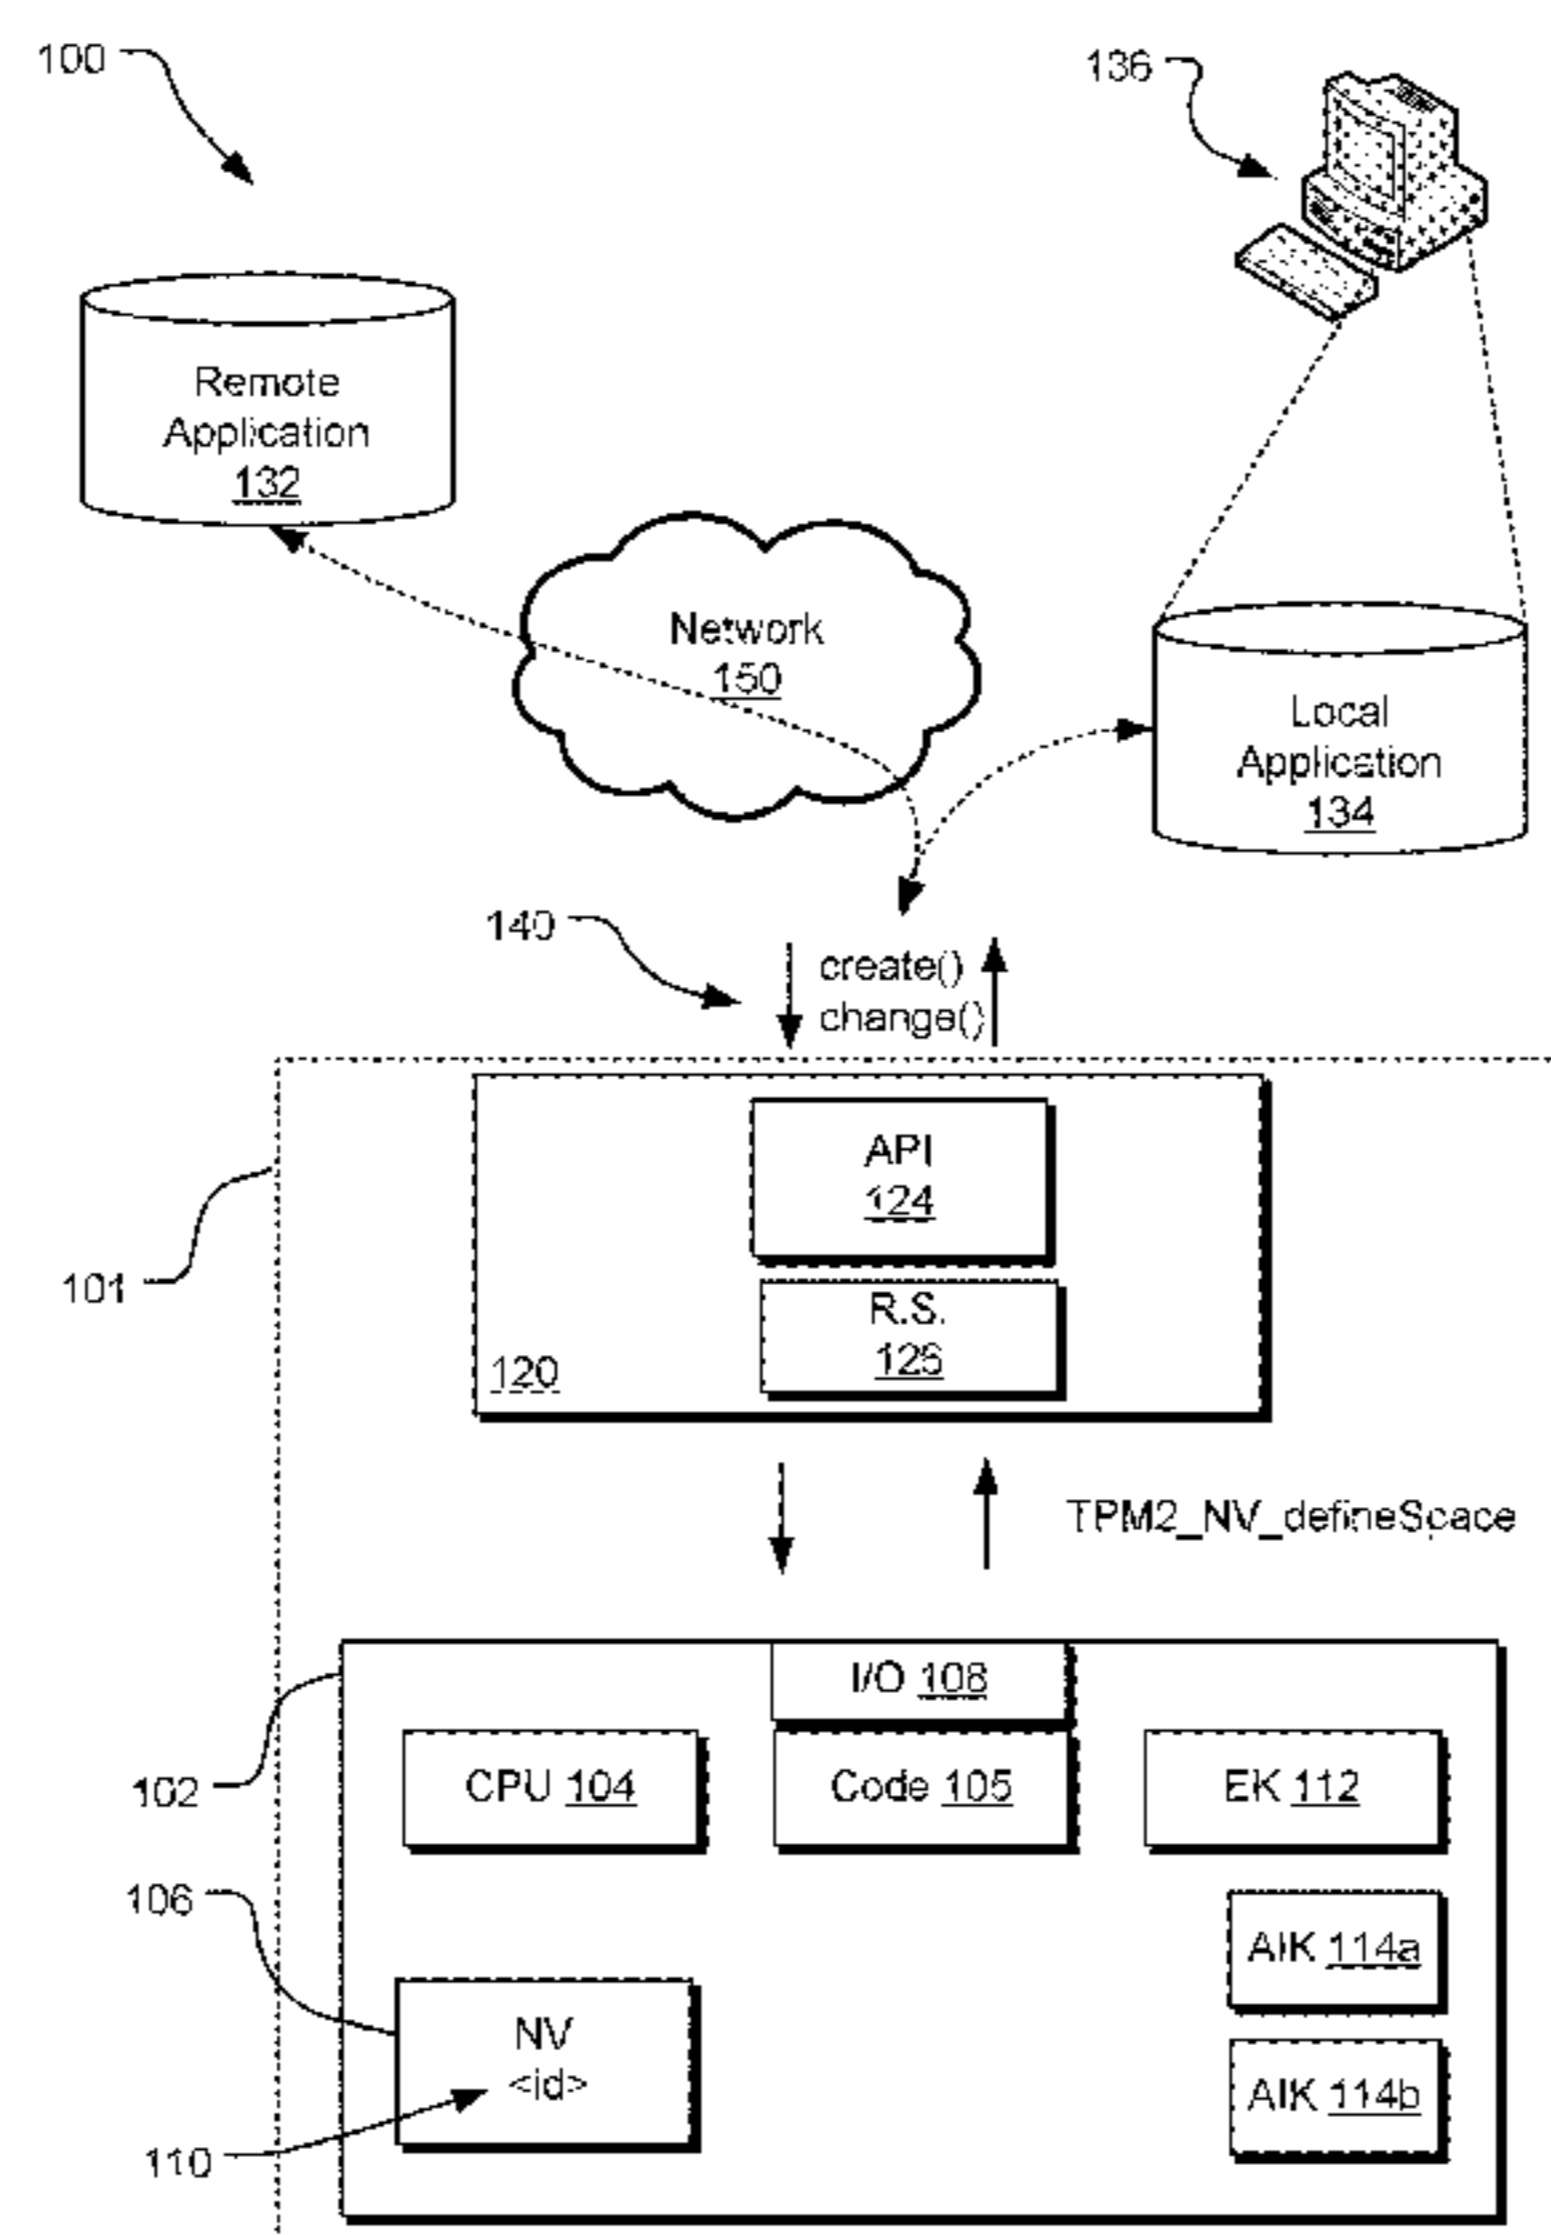 100
136
Remote
Application
132
Network
150
Local
Application
134
140
create()
change()
101
API
124
R.S.
126
120
TPM2_NV_defineSpace
102
I/O 108
CPU 104
Code 105
EK 112
106
AIK 114a
NV
<id>
AIK 114b
110